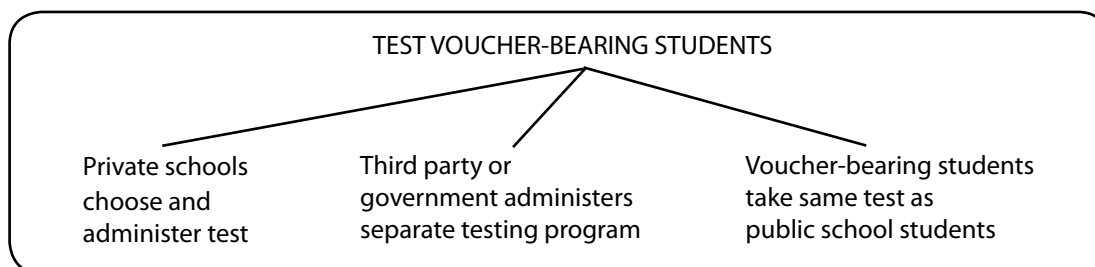 TEST VOUCHER-BEARING STUDENTS
Private schools
choose and
administer test
Third party or
government administers
separate testing program
Voucher-bearing students
take same test as
public school students